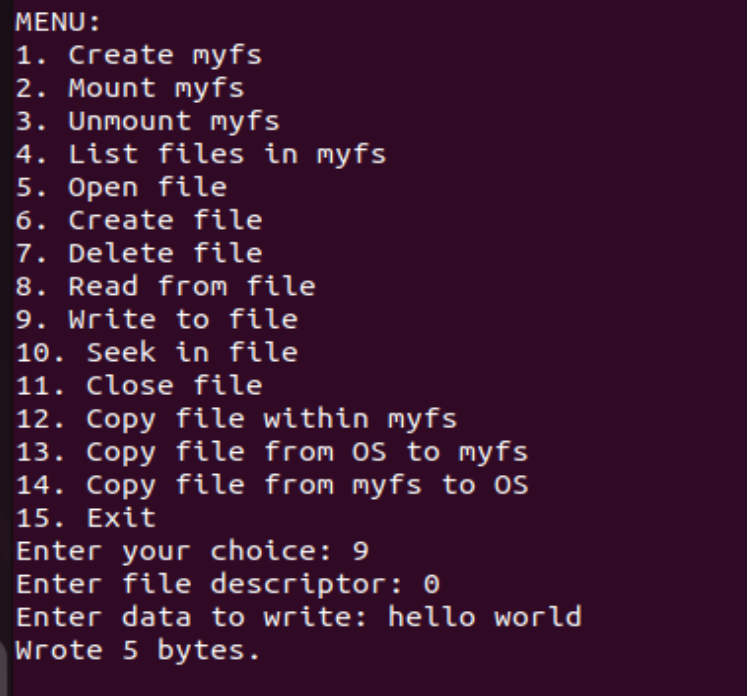 MENU:
1. Create myfs
2. Mount myfs
3. Unmount myfs
4. List files in myfs
5. Open file
6. Create file
7. Delete file
8. Read from file
9. Write to file
10. Seek in file
11. Close file
12. Copy file within myfs
13. Copy file from OS to myfs
14. Copy file from myfs to OS
15. Exit
Enter your choice: 9
Enter file descriptor: 0
Enter data to write: hello world
Wrote 5 bytes.